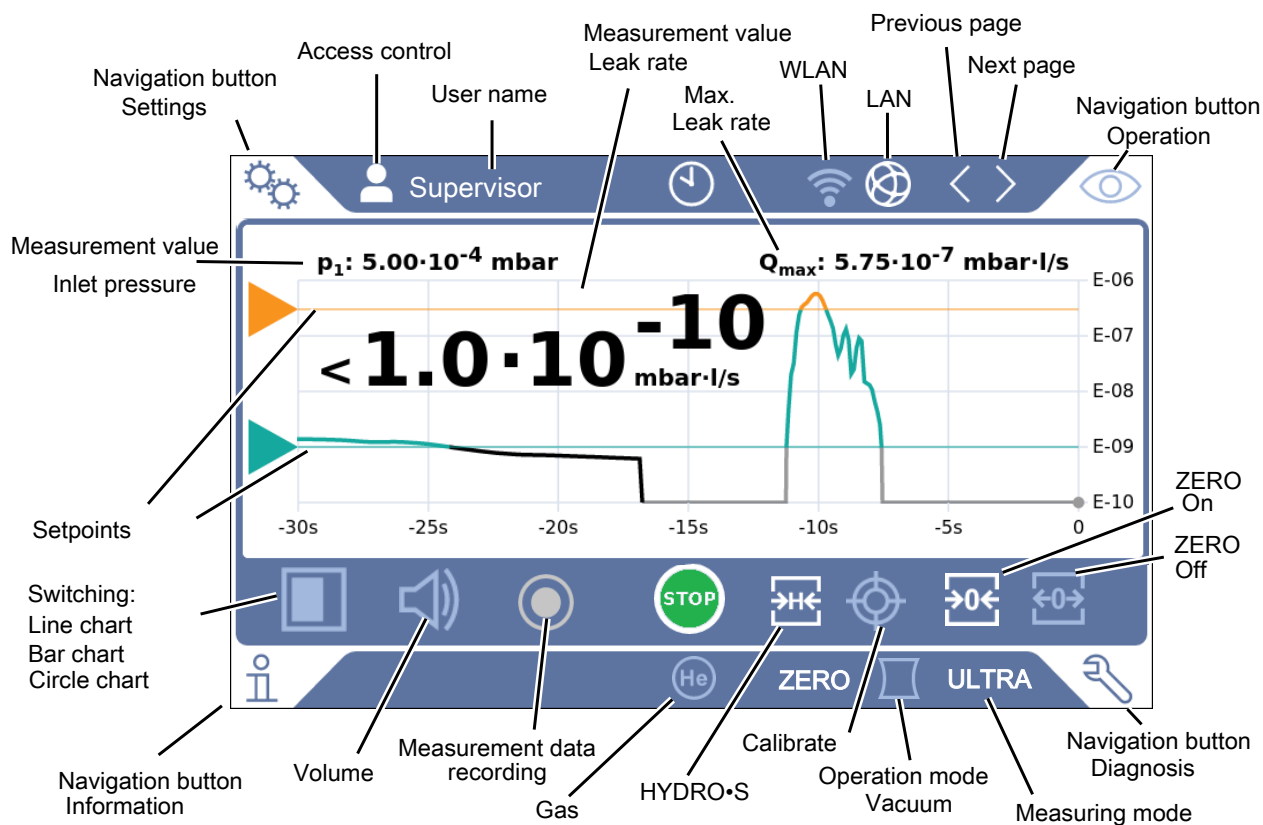 Measurement value
Leak rate
Previous page
Access control
WLAN
Next page
Navigation button
Settings
User name
Max.
Leak rate
LAN
Navigation button
Operation
Supervisor
Measurement value
Inlet pressure
p1: 5.00·10-4 mbar
Qmax: 5.75·10-7 mbar·l/s
E-06
<1.0·10-10
mbar·l/s
E-07
E-08
E-09
E-10
-30s
-25s
-20s
-15s
-10s
-5s
0
ZERO
On
Setpoints
ZERO
Off
Switching:
Line chart
Bar chart
Circle chart
STOP
>H<
>0<
<0>
He
ZERO
ULTRA
Navigation button
Information
Volume
Measurement data
recording
Gas
HYDRO•S
Calibrate
Operation mode
Vacuum
Navigation button
Diagnosis
Measuring mode